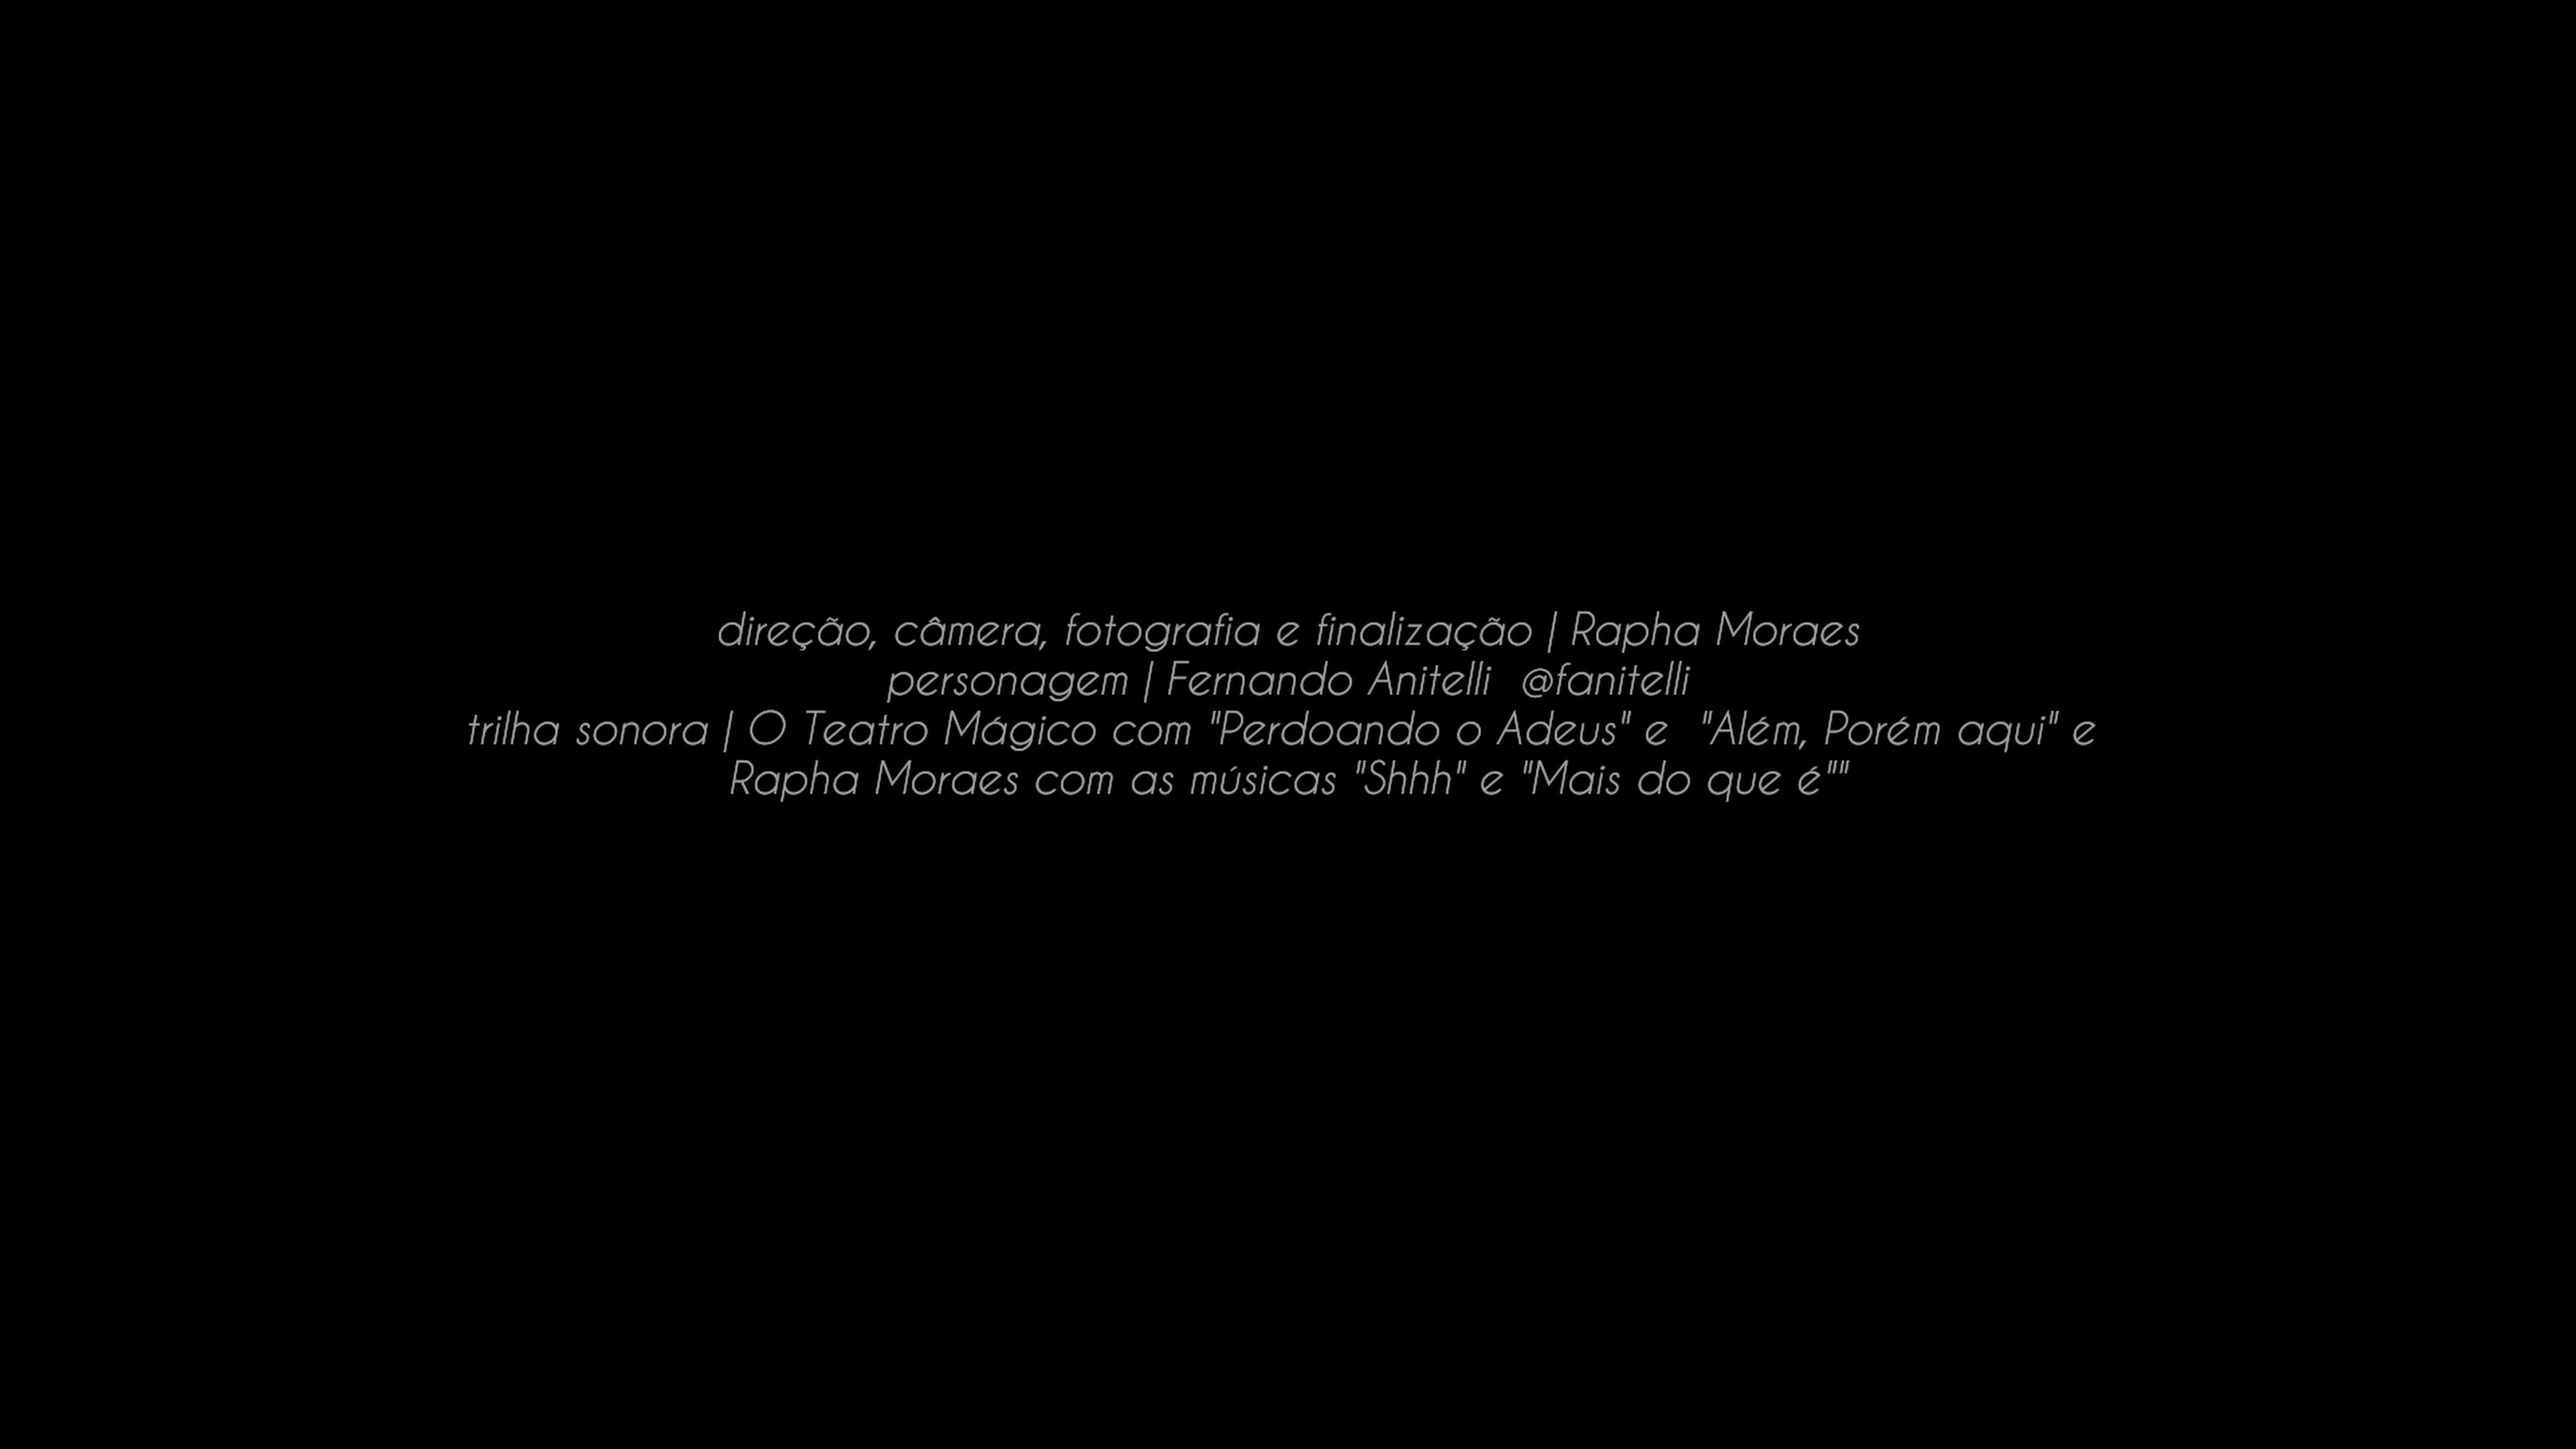 direção, câmera, fotografia e finalização | Rapha Moraes
personagem | Fernando Anitelli  @fanitelli
trilha sonora | O Teatro Mágico com "Perdoando o Adeus" e  "Além, Porém aqui" e
Rapha Moraes com as músicas "Shhh" e "Mais do que é""